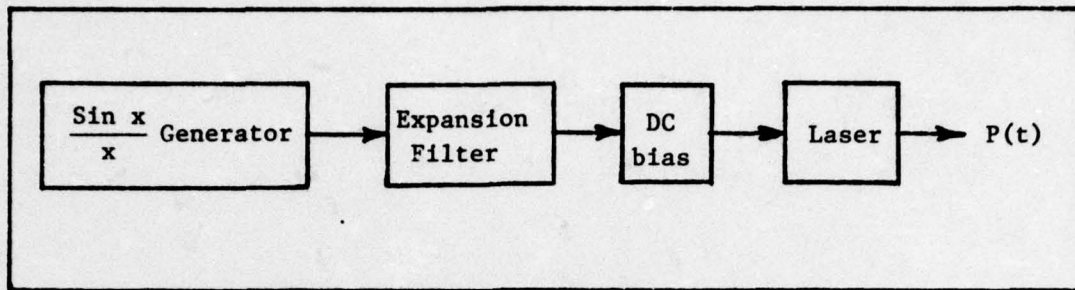 Sin x
x
Generator
Expansion
Filter
DC
bias
Laser
P(t)